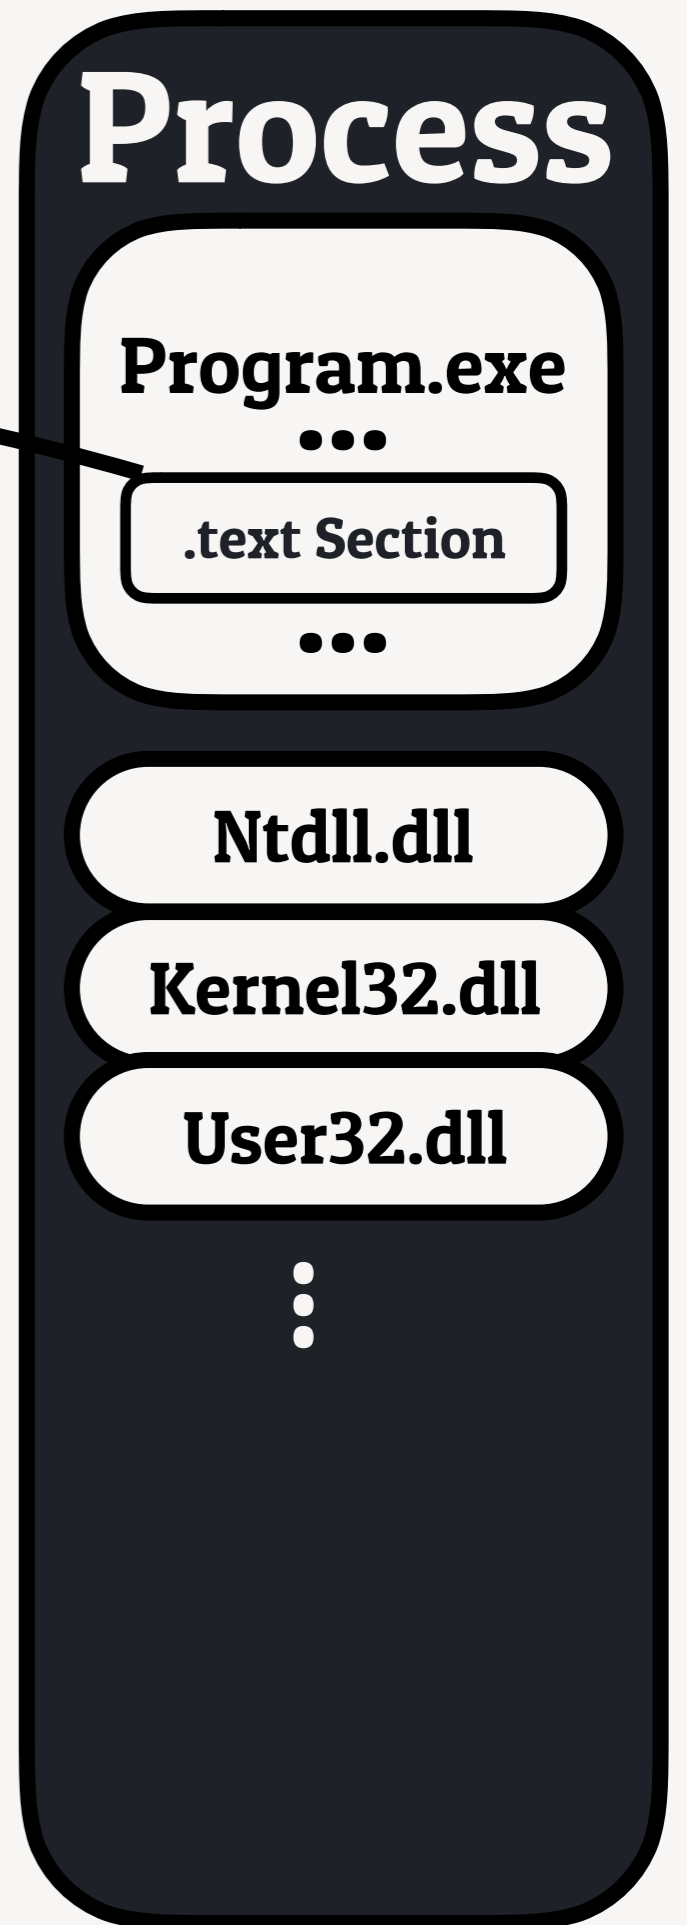 Process
Program.exe
...
.text Section
...
Ntdll.dll
Kernel32.dll
User32.dll